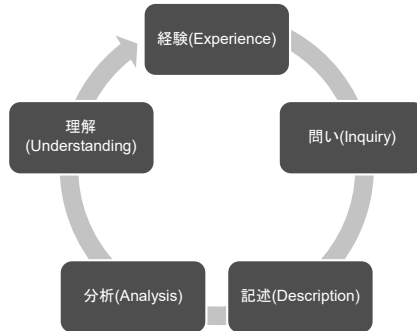 経験(Experience)
問い(Inquiry)
記述(Description)
分析(Analysis)
理解
(Understanding)